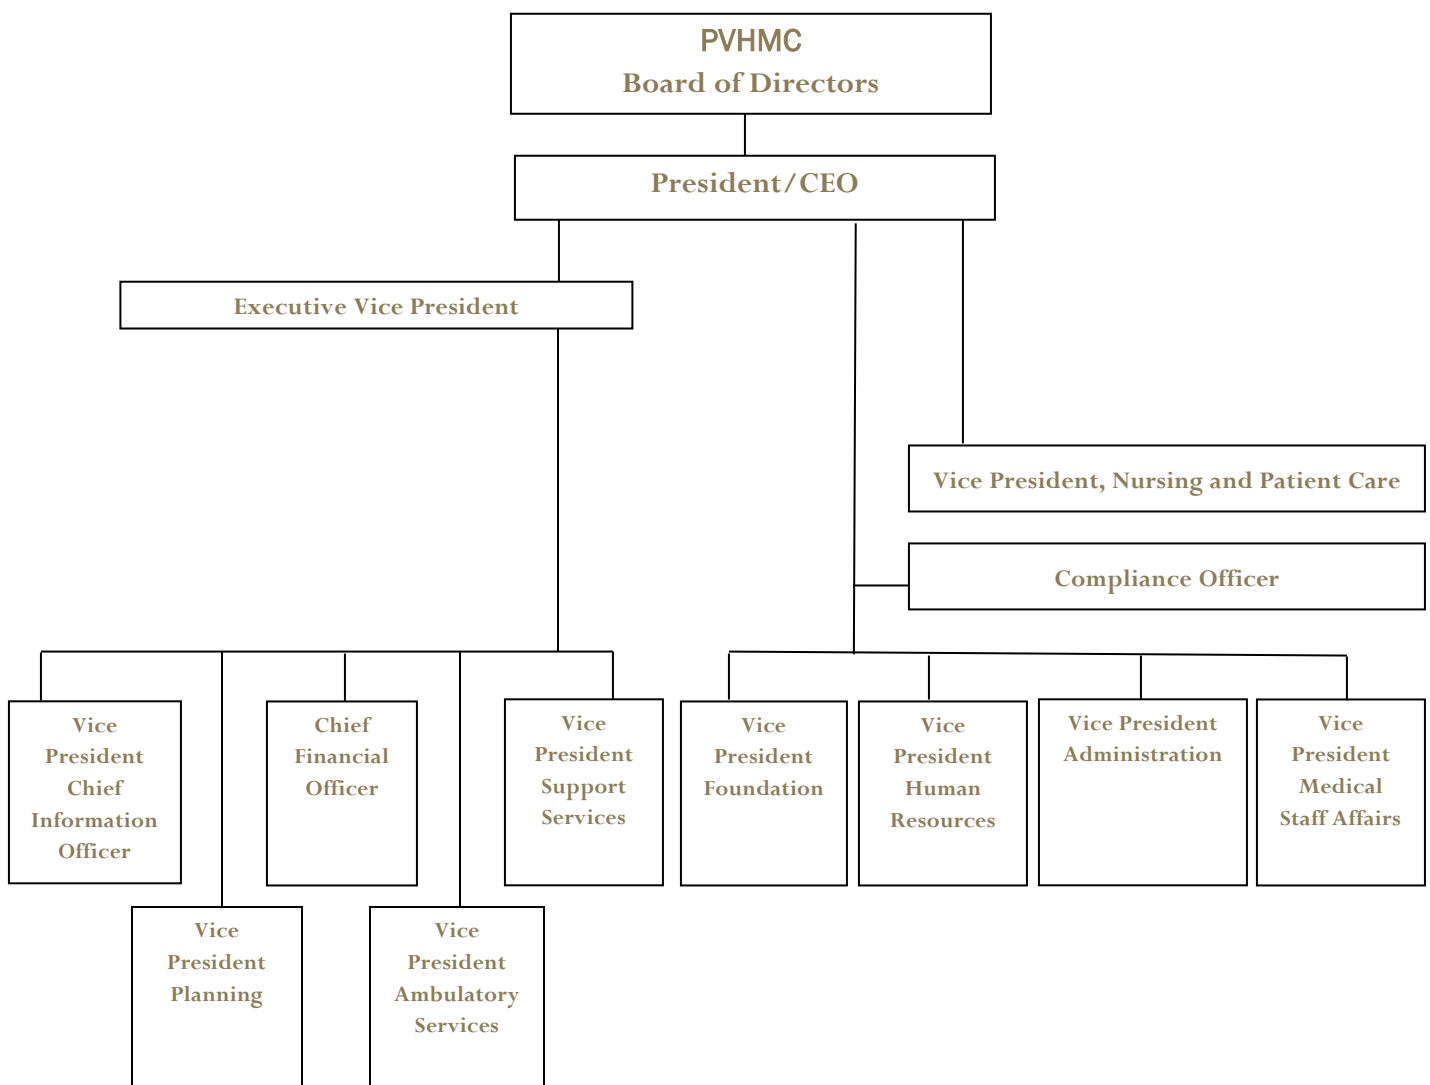 PVHMC
Board of Directors
President/CEO
Executive Vice President
Vice President, Nursing and Patient Care
Compliance Officer
Vice
President
Chief
Information
Officer
Chief
Financial
Officer
Vice
President
Support
Services
Vice
President
Foundation
Vice
President
Human
Resources
Vice President
Administration
Vice
President
Medical
Staff Affairs
Vice
President
Planning
Vice
President
Ambulatory
Services